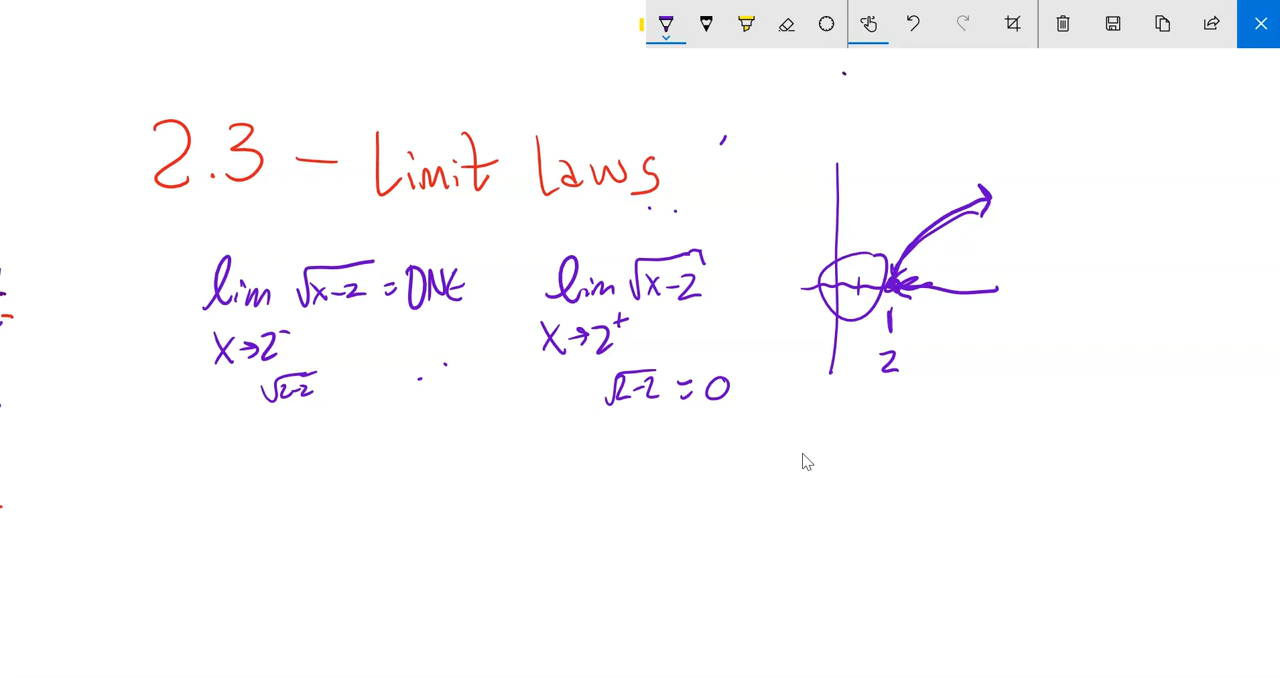 2.3 - Limit Laws
lim √x-2 = DNE
x→2⁻
√2-2
lim √x-2
x→2⁺
√2-2 = 0
2